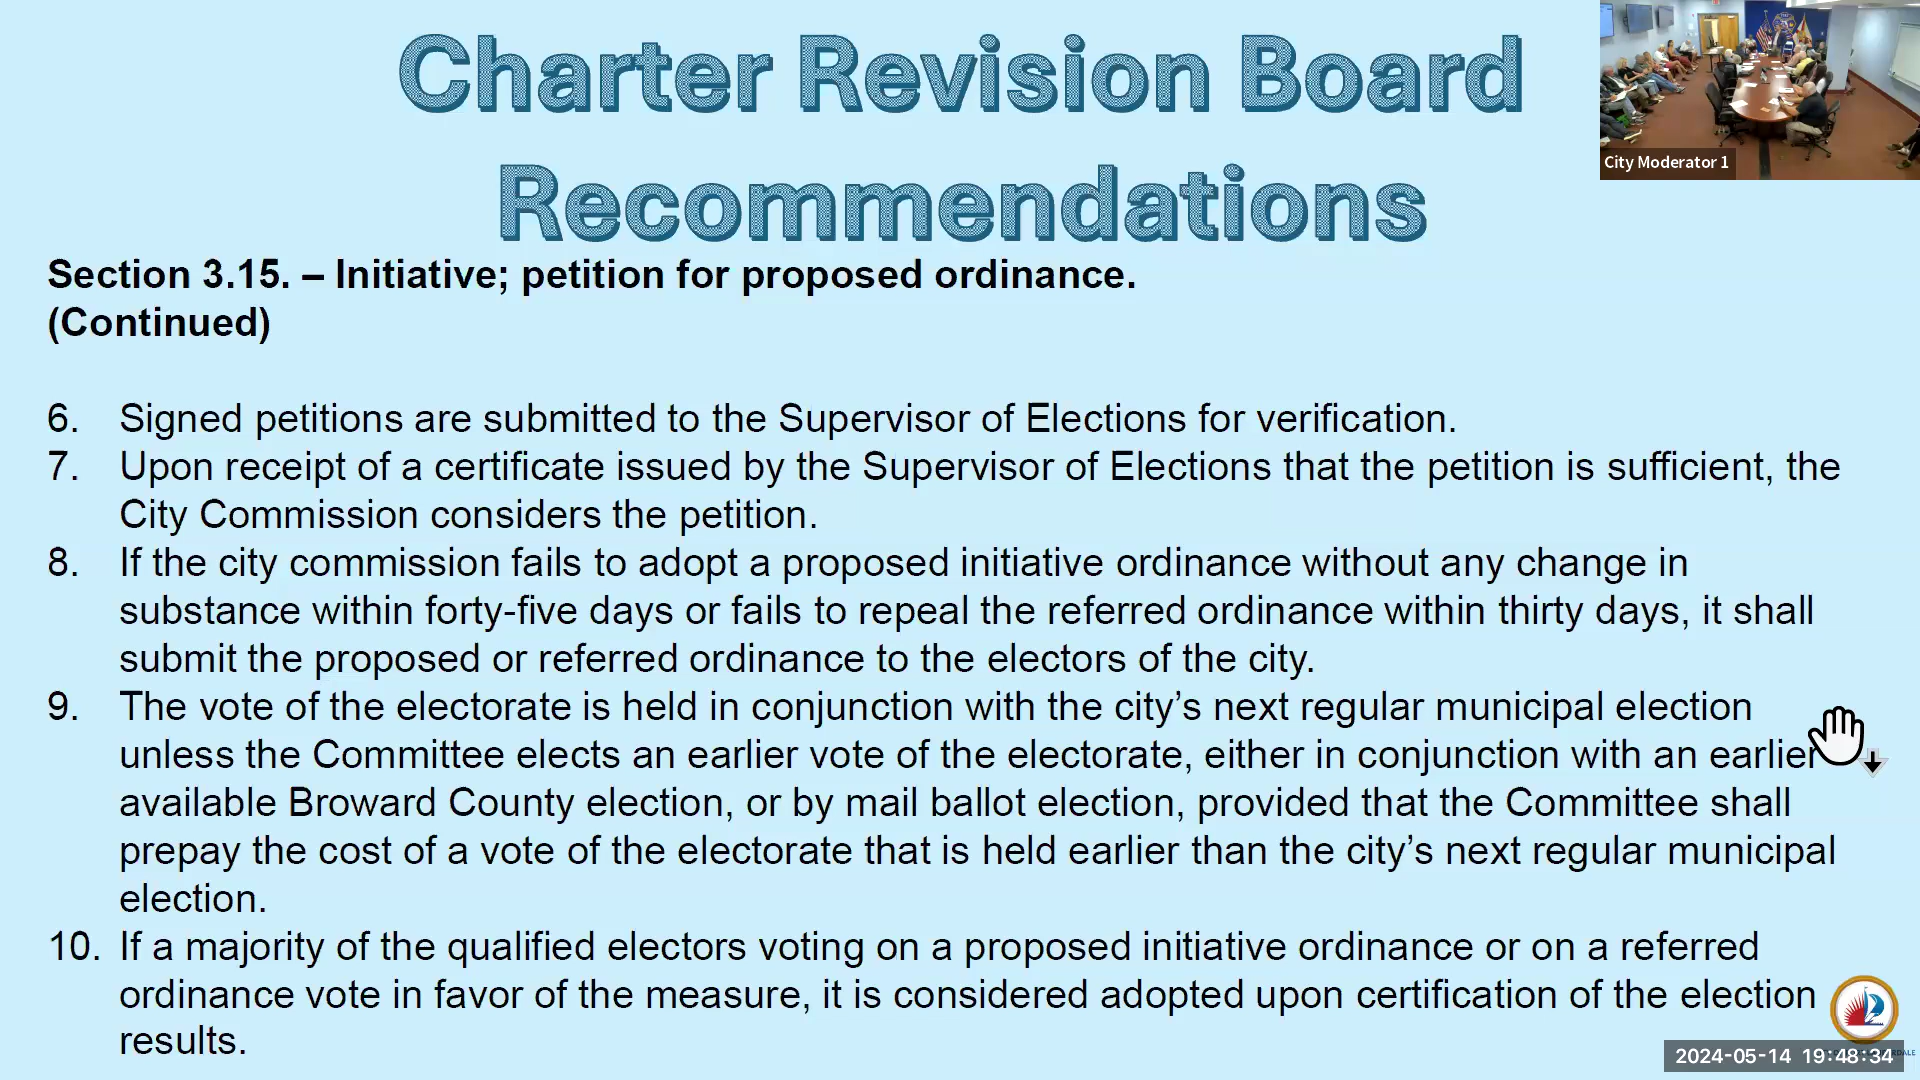 Charter Revision Board
Recommendations
City Moderator 1
Section 3.15. – Initiative; petition for proposed ordinance.
(Continued)
6. Signed petitions are submitted to the Supervisor of Elections for verification.
7. Upon receipt of a certificate issued by the Supervisor of Elections that the petition is sufficient, the
City Commission considers the petition.
8. If the city commission fails to adopt a proposed initiative ordinance without any change in
substance within forty-five days or fails to repeal the referred ordinance within thirty days, it shall
submit the proposed or referred ordinance to the electors of the city.
9. The vote of the electorate is held in conjunction with the city’s next regular municipal election
unless the Committee elects an earlier vote of the electorate, either in conjunction with an earlier
available Broward County election, or by mail ballot election, provided that the Committee shall
prepay the cost of a vote of the electorate that is held earlier than the city’s next regular municipal
election.
10. If a majority of the qualified electors voting on a proposed initiative ordinance or on a referred
ordinance vote in favor of the measure, it is considered adopted upon certification of the election
results.
2024-05-14 19:48:34